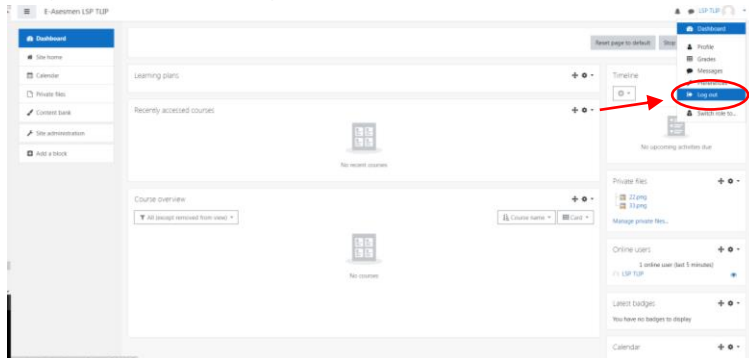 E-Asesmen LSP TUP
LSP TUP
Dashboard
Site home
Calendar
Private files
Content bank
Site administration
Add a block
Reset page to default
Stop
Dashboard
Profile
Grades
Messages
Preferences
Log out
Switch role to...
Learning plans
Recently accessed courses
No recent courses
Course overview
All (except removed from view)
Course name
Card
No courses
Timeline
No upcoming activities due
Private files
22.png
33.png
Manage private files...
Online users
1 online user (last 5 minutes)
LSP TUP
Latest badges
You have no badges to display
Calendar